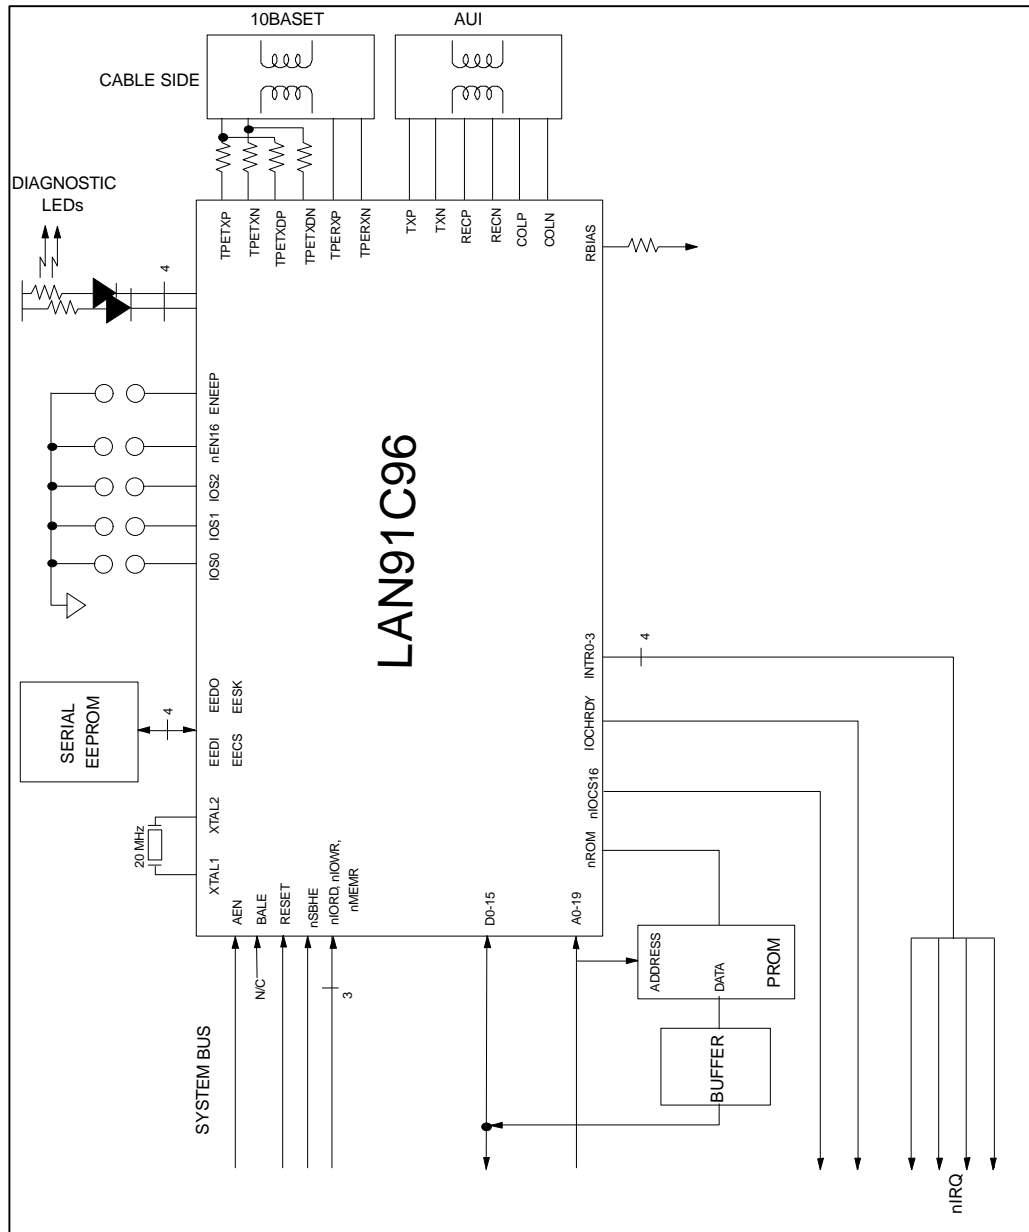 10BASET
AUI
CABLE SIDE
DIAGNOSTIC
LEDs
TPETXP
TPETXN
TPETXDP
TPETXDN
TPERXP
TPERXN
TXP
TXN
RECP
RECN
COLP
COLN
RBIAS
4
ENEEP
nEN16
IOS2
IOS1
IOS0
LAN91C96
SERIAL
EEPROM
4
EEDO
EESK
EEDI
EECS
20 MHz
XTAL2
XTAL1
INTR0-3
4
IOCHRDY
nIOCS16
nROM
AEN
BALE
RESET
nSBHE
nIORD, nIOWR,
nMEMR
D0-15
A0-19
N/C
3
SYSTEM BUS
ADDRESS
DATA
PROM
BUFFER
nIRQ